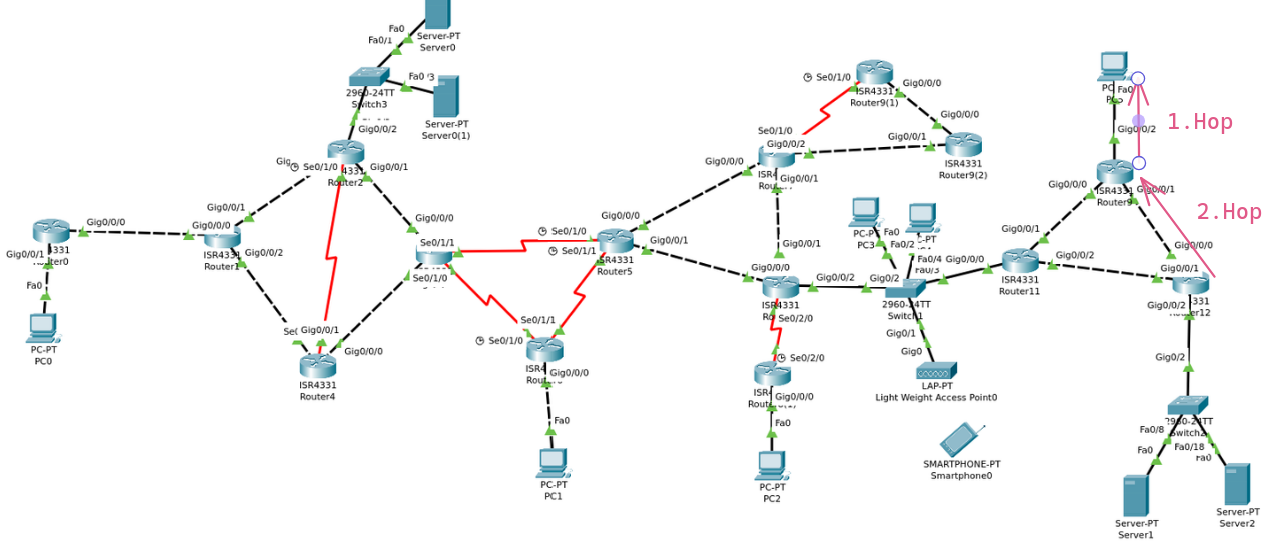 Fa0
Fa0/1
Server-PT
Server0
Fa0
2960-24TT
Switch3
Server-PT
Server0(1)
Gig0/0/2
Se0/1/0
Gig0/0/1
Router2
Gig0/0/0
Gig0/0/1
Gig0/0/0
Gig0/0/1
Fa0
PC-PT
PC0
ISR4331
Router1
Gig0/0/2
Gig0/0/1
Gig0/0/0
ISR4331
Router4
Gig0/0/0
Se0/1/1
Se0/1/0
Se0/1/0
Se0/1/1
ISR4331
Router5
Gig0/0/1
Se0/1/1
Se0/1/0
Gig0/0/0
Fa0
PC-PT
PC1
Gig0/0/0
Se0/1/0
Gig0/0/2
Gig0/0/1
Se0/1/0
ISR4331
Router9(1)
Gig0/0/0
Gig0/0/0
Gig0/0/1
ISR4331
Router9(2)
Gig0/0/1
Gig0/0/0
ISR4331
Gig0/0/2
Se0/2/0
Se0/2/0
Gig0/0/0
Fa0
PC-PT
PC2
PC3
Fa0
Fa0/2
Fa0/4
Fa0/3
Gig0/2
2960-24TT
Switch1
Gig0/1
Gig0
LAP-PT
Light Weight Access Point0
SMARTPHONE-PT
Smartphone0
Gig0/0/0
ISR4331
Router11
Gig0/0/1
Gig0/0/2
Fa0
Gig0/0/2
1.Hop
ISR4331
Router9
Gig0/0/0
Gig0/0/1
2.Hop
Gig0/0/0
Gig0/0/1
Gig0/0/2
Gig0/2
2960-24TT
Switch2
Fa0/8
Fa0/18
Fa0
Fa0
Server-PT
Server1
Server-PT
Server2